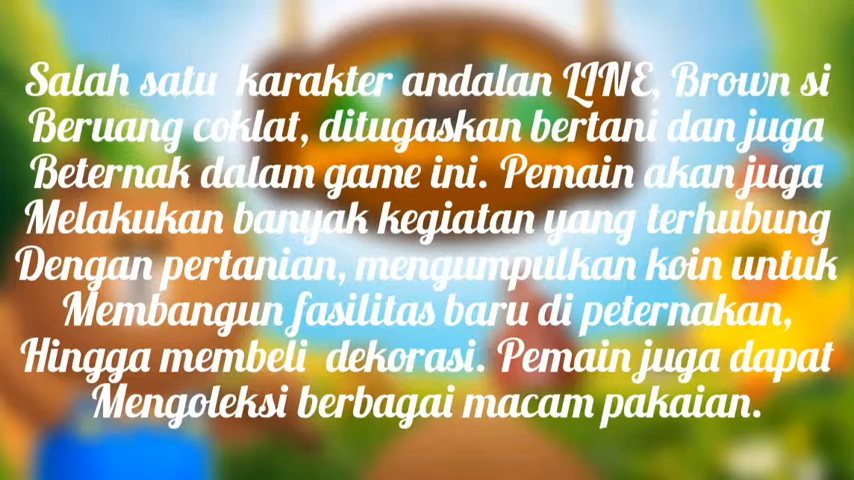 Salah satu karakter andalan LINE, Brown si
Beruang coklat, ditugaskan bertani dan juga
Beternak dalam game ini. Pemain akan juga
Melakukan banyak kegiatan yang terhubung
Dengan pertanian, mengumpulkan koin untuk
Membangun fasilitas baru di peternakan,
Hingga membeli dekorasi. Pemain juga dapat
Mengoleksi berbagai macam pakaian.